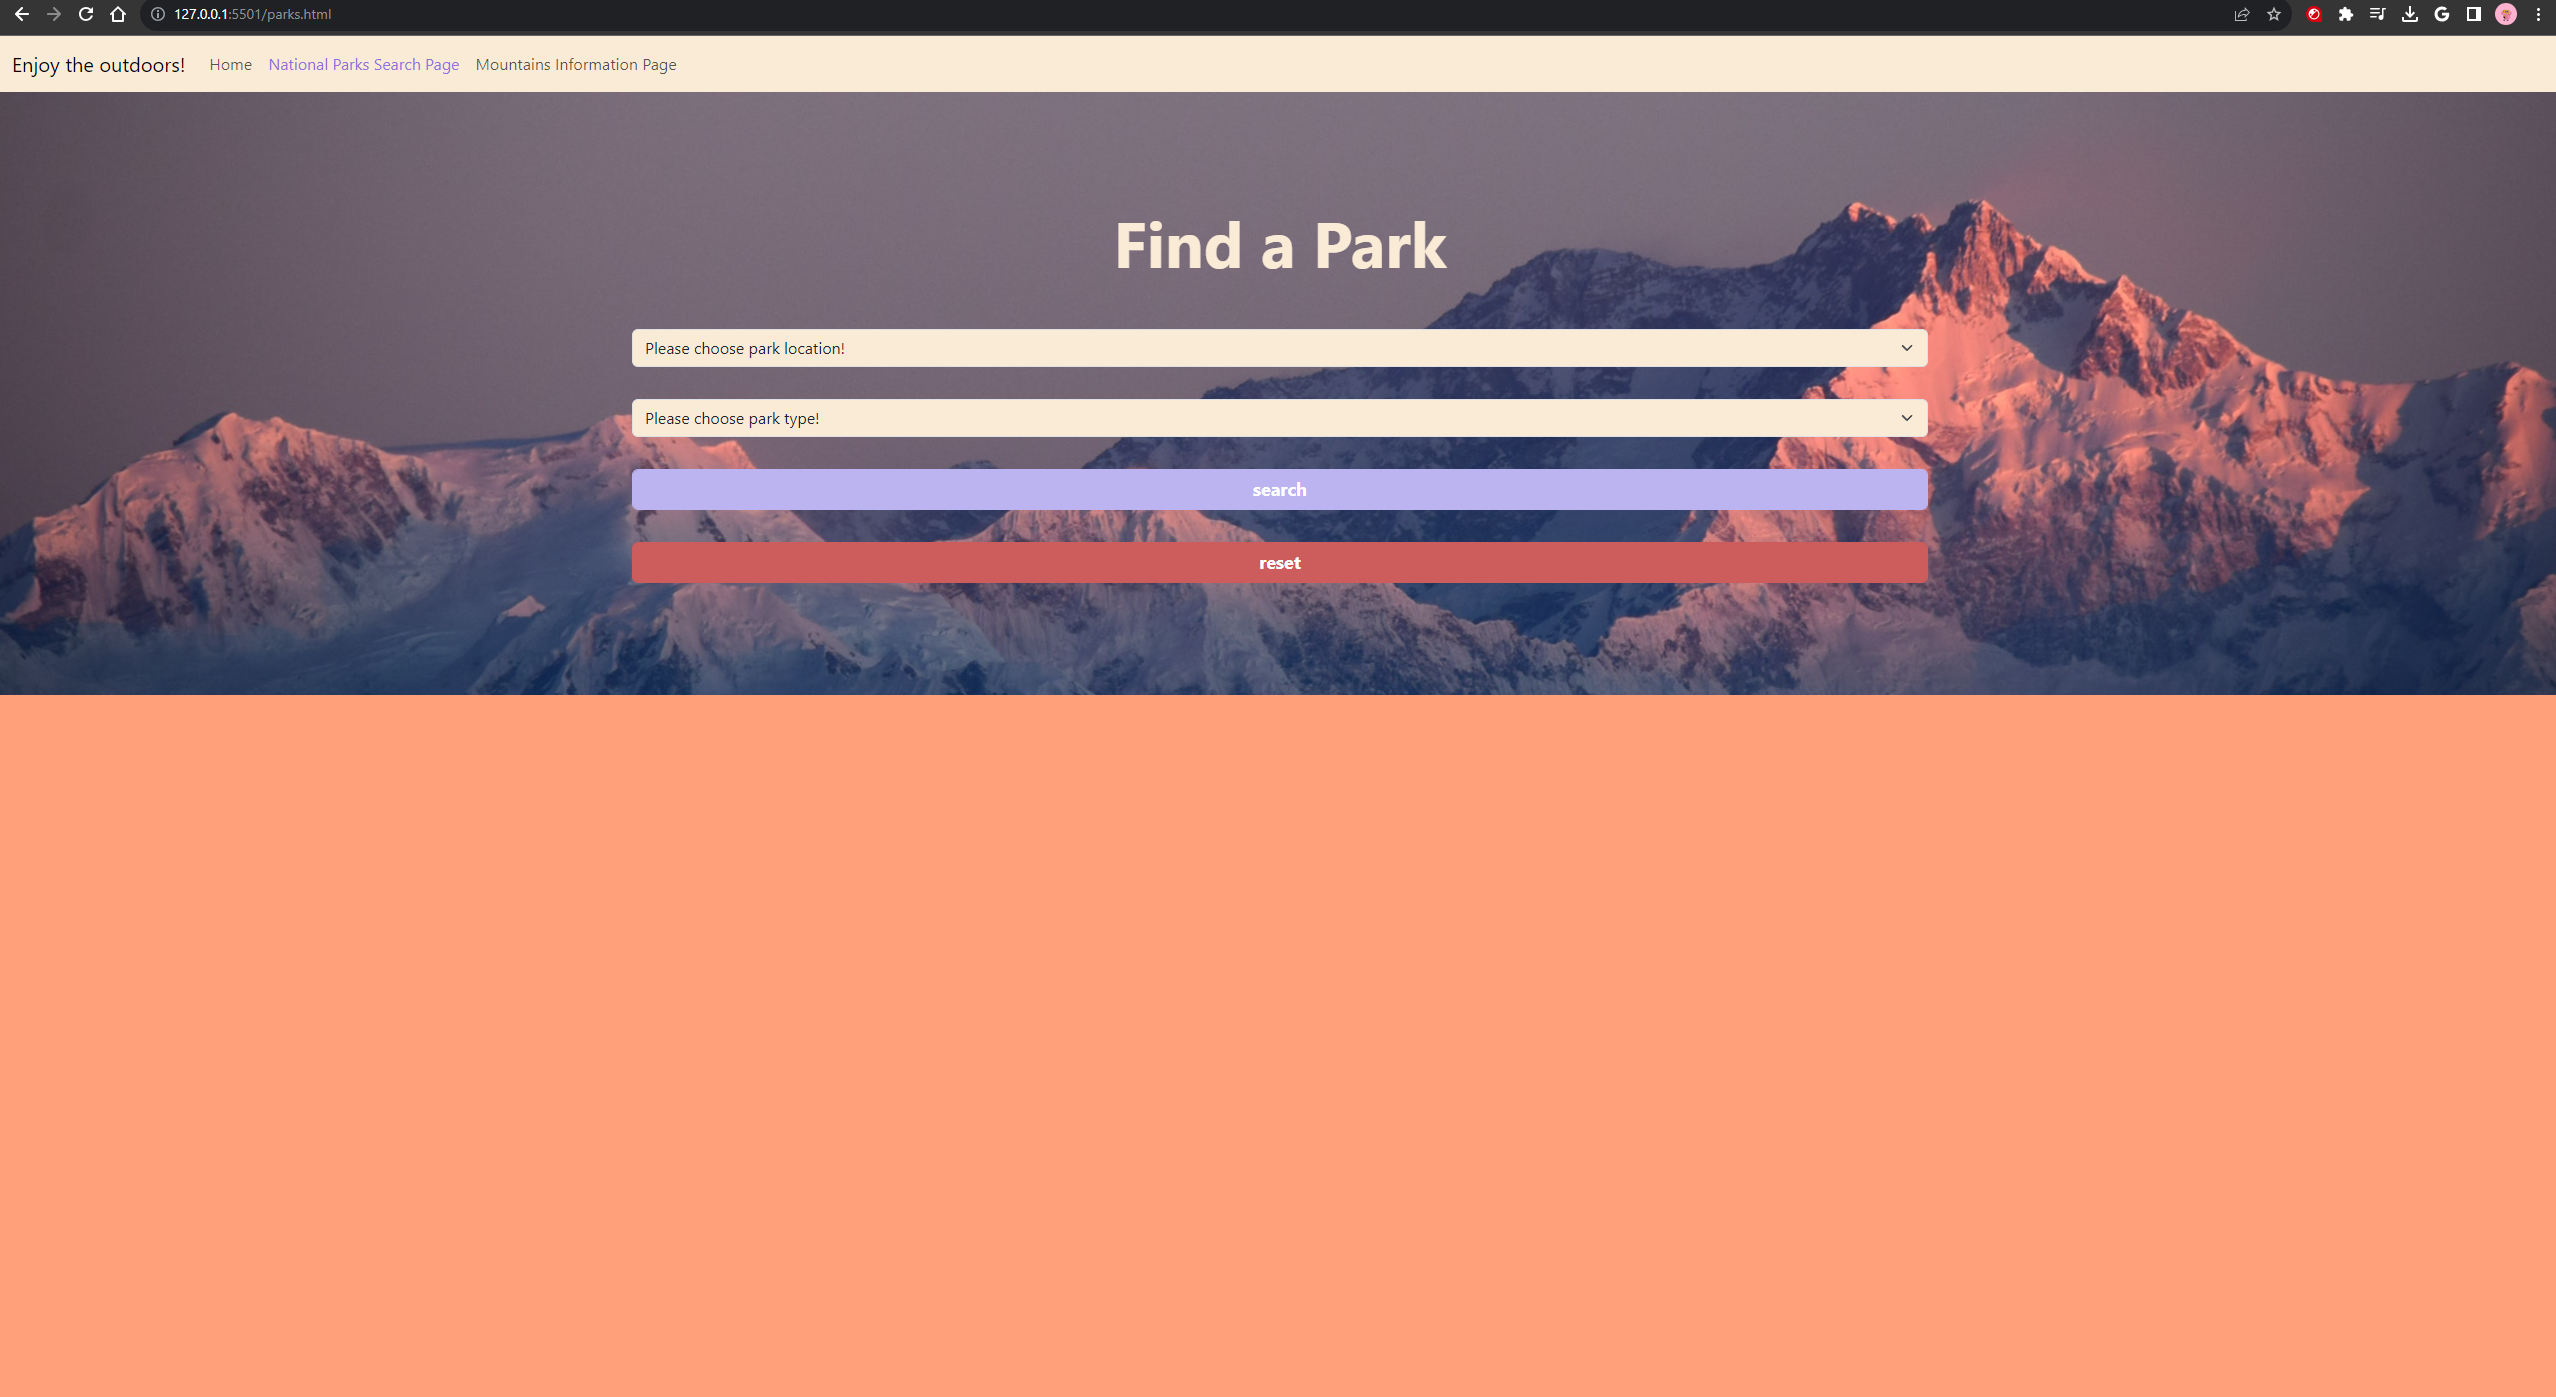 127.0.0.1:5501/parks.html
Enjoy the outdoors! Home National Parks Search Page Mountains Information Page
Find a Park
Please choose park location!
Please choose park type!
search
reset